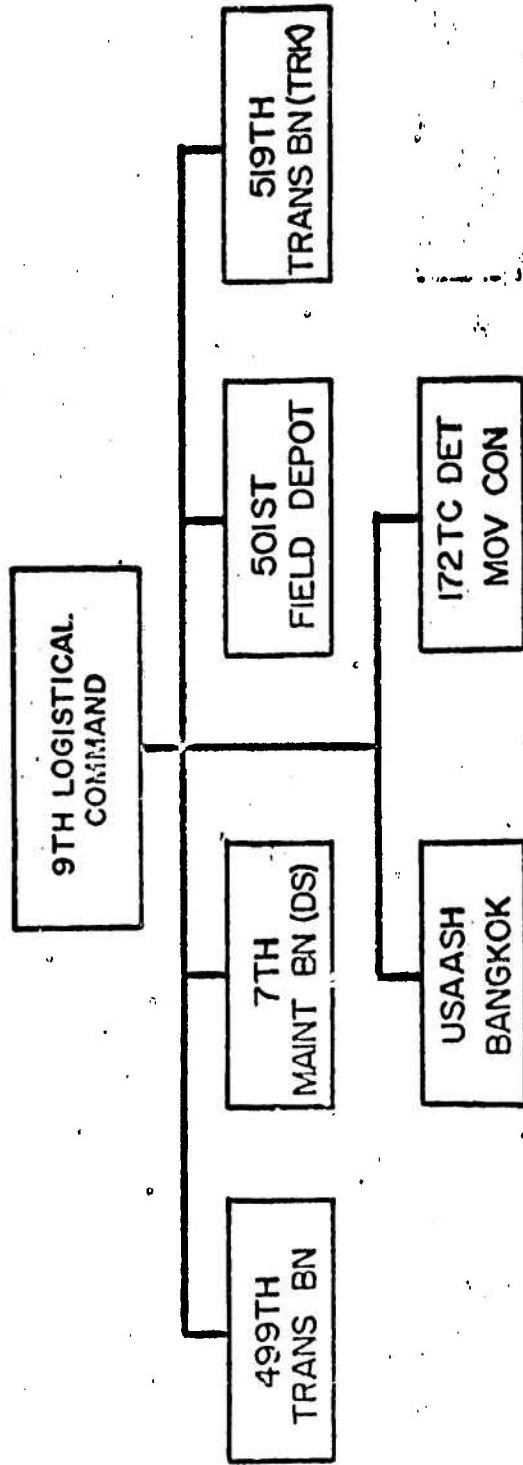 9TH LOGISTICAL
COMMAND
499TH
TRANS BN
7TH
MAINT BN (DS)
501ST
FIELD DEPOT
519TH
TRANS BN (TRK)
USAASH
BANGKOK
172TC DET
MOV CON